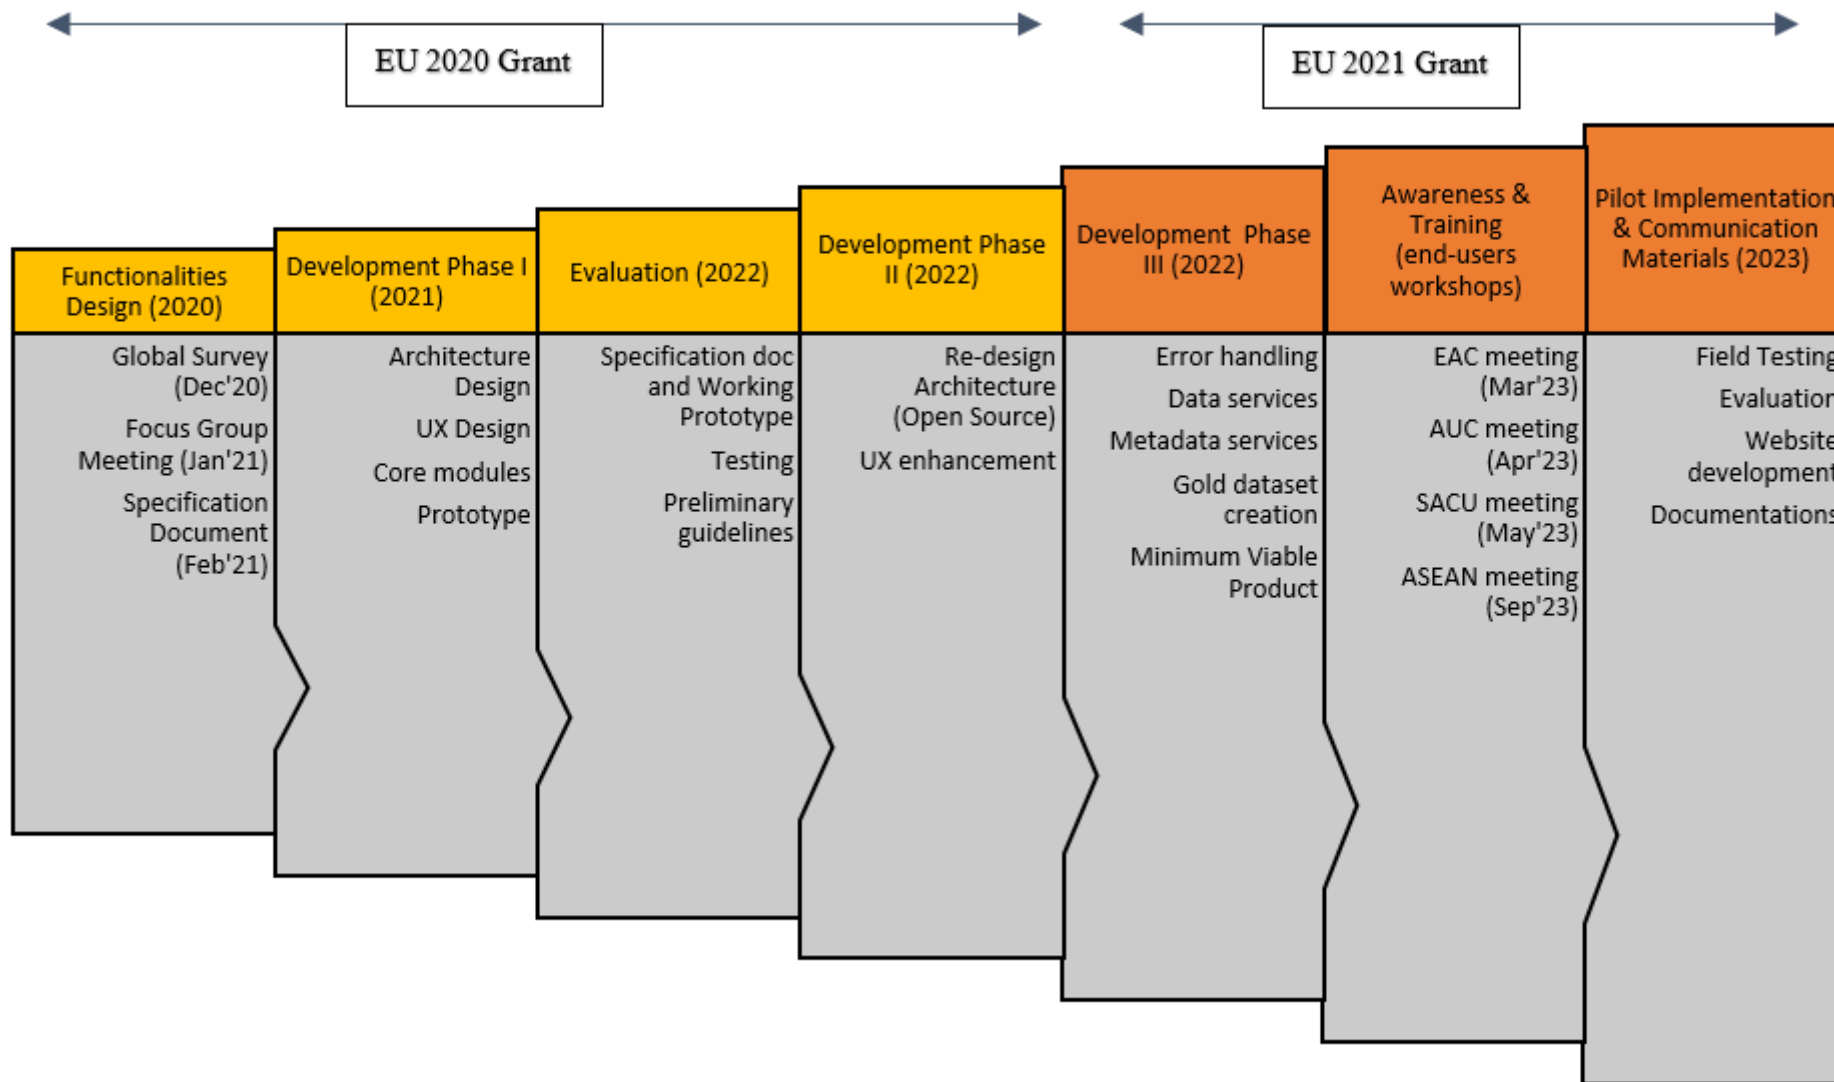 EU 2020 Grant
EU 2021 Grant
Functionalities
Design (2020)
Global Survey
(Dec'20)
Focus Group
Meeting (Jan'21)
Specification
Document
(Feb'21)
Development Phase I
(2021)
Architecture
Design
UX Design
Core modules
Prototype
Evaluation (2022)
Specification doc
and Working
Prototype
Testing
Preliminary
guidelines
Development Phase
II (2022)
Re-design
Architecture
(Open Source)
UX enhancement
Development Phase
III (2022)
Error handling
Data services
Metadata services
Gold dataset
creation
Minimum Viable
Product
Awareness &
Training
(end-users
workshops)
EAC meeting
(Mar'23)
AUC meeting
(Apr'23)
SACU meeting
(May'23)
ASEAN meeting
(Sep'23)
Pilot Implementation
& Communication
Materials (2023)
Field Testing
Evaluation
Website
development
Documentations